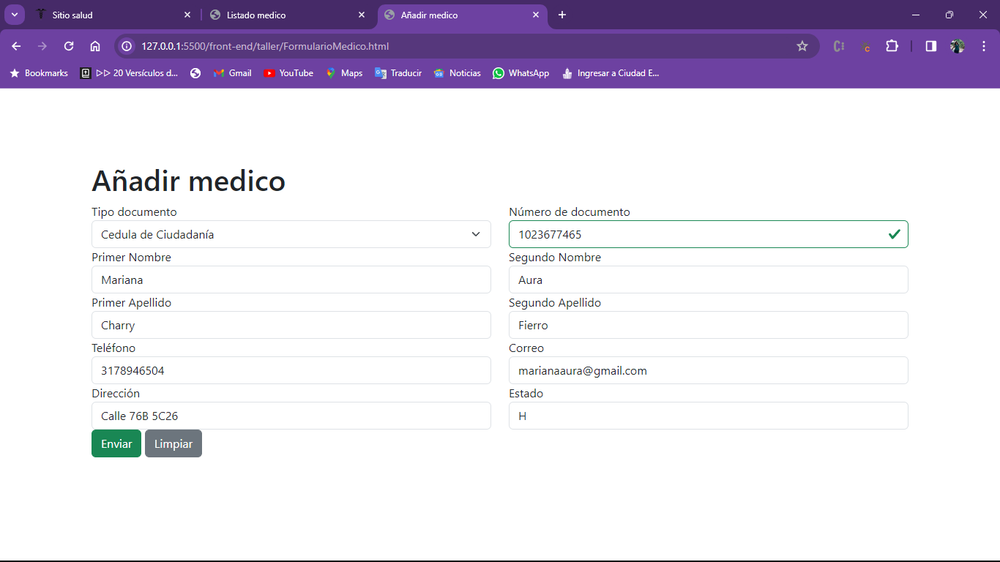 Sitio salud
Listado medico
Añadir medico
127.0.0.1:5500/front-end/taller/FormularioMedico.html
Bookmarks
▷▷ 20 Versículos d...
Gmail
YouTube
Maps
Traducir
Noticias
WhatsApp
Ingresar a Ciudad E...
Añadir medico
Tipo documento
Número de documento
Cedula de Ciudadanía
1023677465
Primer Nombre
Segundo Nombre
Mariana
Aura
Primer Apellido
Segundo Apellido
Charry
Fierro
Teléfono
Correo
3178946504
marianaaura@gmail.com
Dirección
Estado
Calle 76B 5C26
H
Enviar
Limpiar